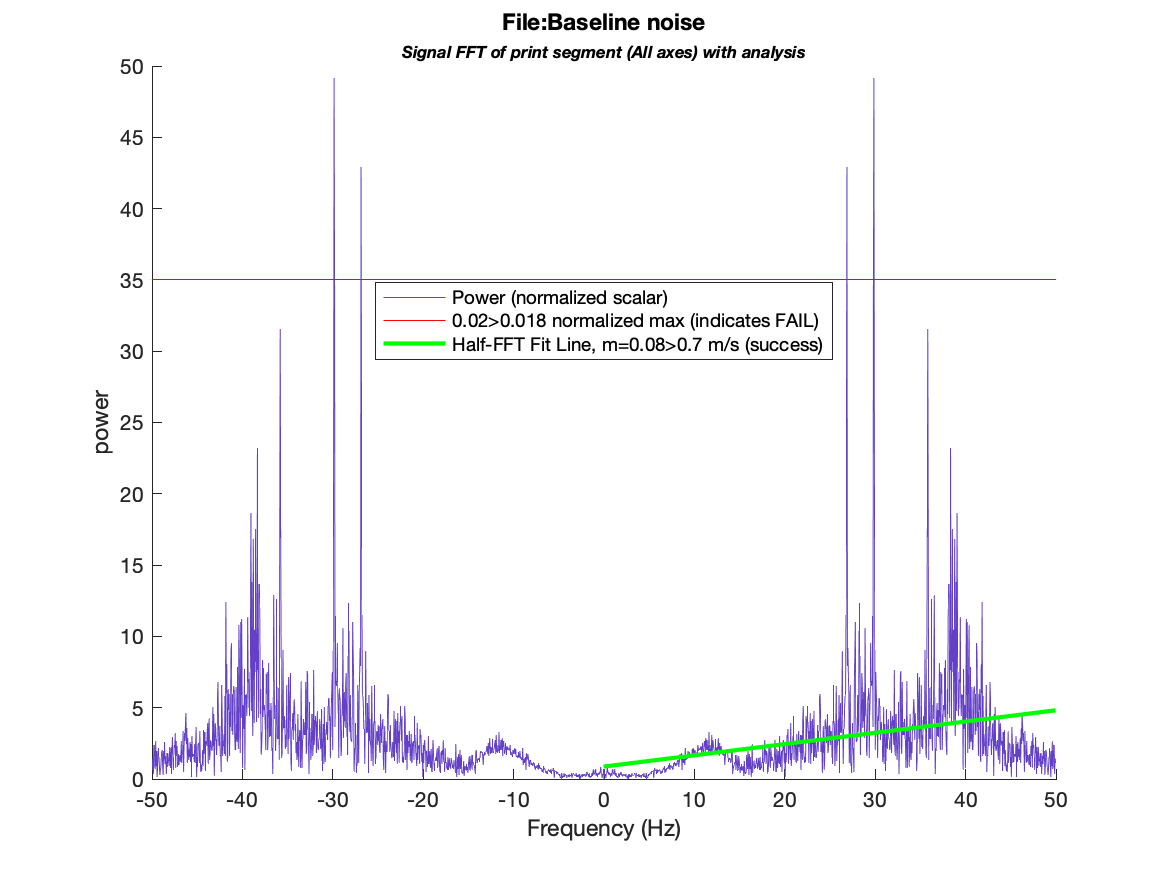 File:Baseline noise
Signal FFT of print segment (All axes) with analysis
50
45
40
35
30
25
20
15
10
5
0
power
Power (normalized scalar)
0.02>0.018 normalized max (indicates FAIL)
Half-FFT Fit Line, m=0.08>0.7 m/s (success)
-50 -40 -30 -20 -10 0 10 20 30 40 50
Frequency (Hz)